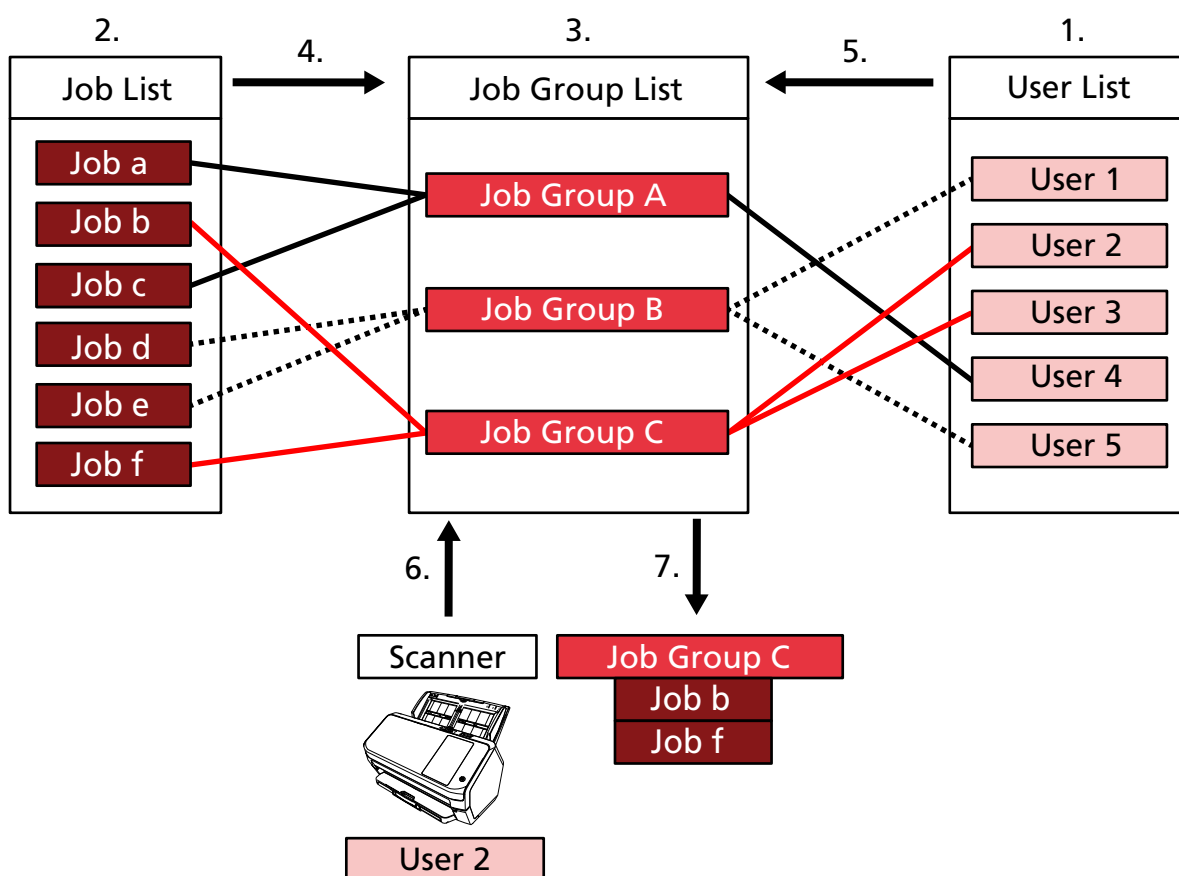 2.
4.
3.
5.
1.
Job List
Job Group List
User List
Job a
Job b
Job c
Job d
Job e
Job f
Job Group A
Job Group B
Job Group C
User 1
User 2
User 3
User 4
User 5
6.
7.
Scanner
User 2
Job Group C
Job b
Job f